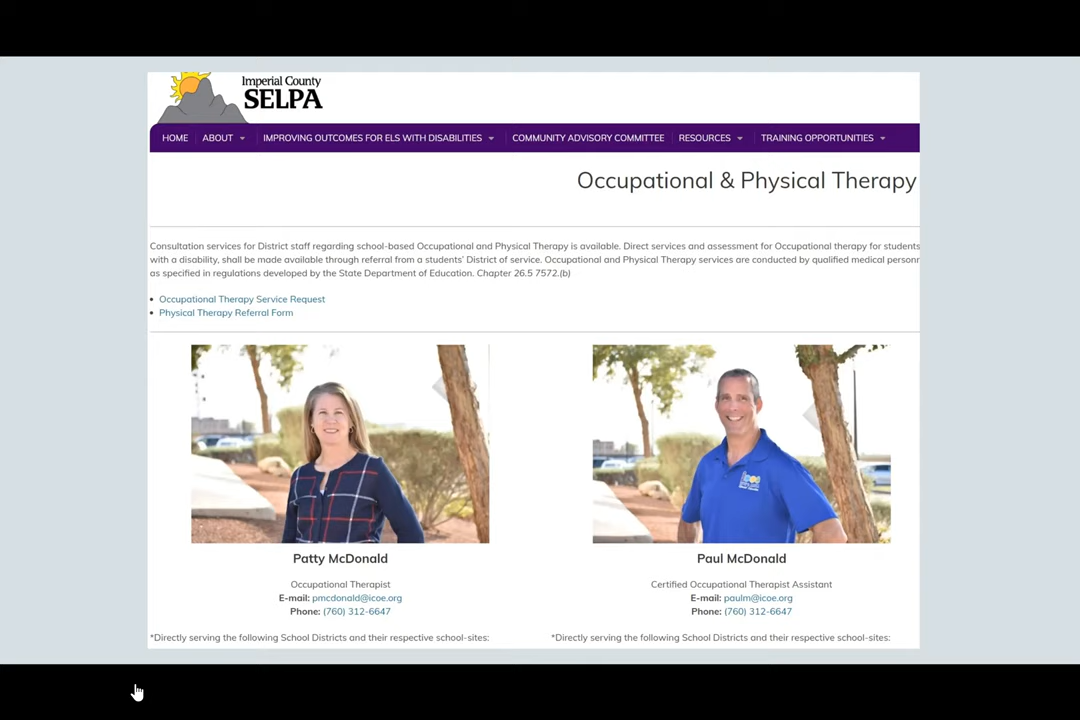 Imperial County
SELPA
HOME ABOUT IMPROVING OUTCOMES FOR ELS WITH DISABILITIES COMMUNITY ADVISORY COMMITTEE RESOURCES TRAINING OPPORTUNITIES
Occupational & Physical Therapy
Consultation services for District staff regarding school-based Occupational and Physical Therapy is available. Direct services and assessment for Occupational therapy for students
with a disability, shall be made available through referral from a students' District of service. Occupational and Physical Therapy services are conducted by qualified medical
as specified in regulations developed by the State Department of Education. Chapter 26.5 7572.(b)
• Occupational Therapy Service Request
• Physical Therapy Referral Form
Patty McDonald Paul McDonald
Occupational Therapist Certified Occupational Therapist Assistant
E-mail: pmcdonald@icoe.org E-mail: paulm@icoe.org
Phone: (760) 312-6647 Phone: (760) 312-6647
*Directly serving the following School Districts and their respective school-sites: *Directly serving the following School Districts and their respective school-sites: